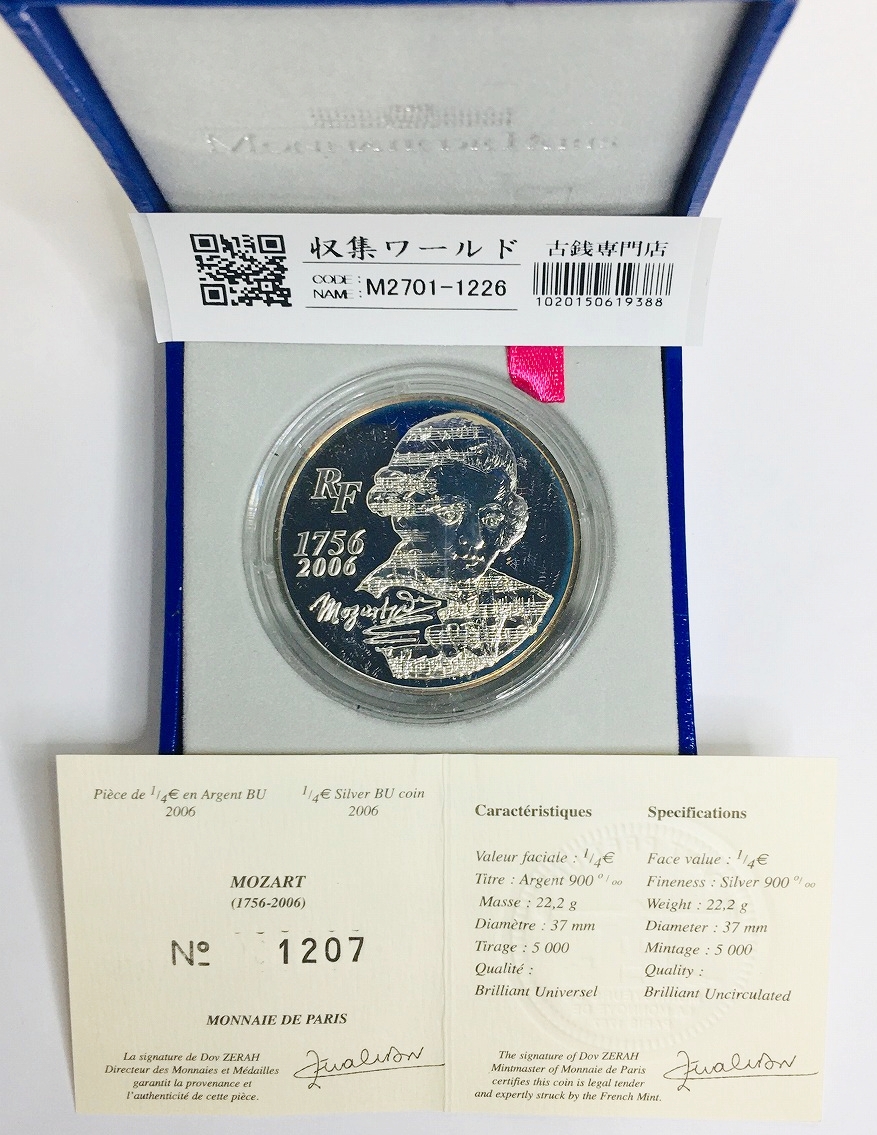 収集ワールド
古銭専門店
CODE:
NAME: M2701-1226
1020150619388
RF
1756
2006
Mozart
Pièce de 1/4€ en Argent BU
2006
1/4€ Silver BU coin
2006
MOZART
(1756-2006)
Nº 1207
MONNAIE DE PARIS
La signature de Dov ZERAH
Directeur des Monnaies et Médailles
garantit la provenance et
l'authenticité de cette pièce.
Caractéristiques
Valeur faciale : 1/4€
Titre : Argent 900 °/°°
Masse : 22,2 g
Diamètre : 37 mm
Tirage : 5 000
Qualité :
Brilliant Universel
Specifications
Face value : 1/4€
Fineness : Silver 900 °/°°
Weight : 22,2 g
Diameter : 37 mm
Mintage : 5 000
Quality :
Brilliant Uncirculated
The signature of Dov ZERAH
Mintmaster of Monnaie de Paris
certifies this coin is legal tender
and expertly struck by the French Mint.